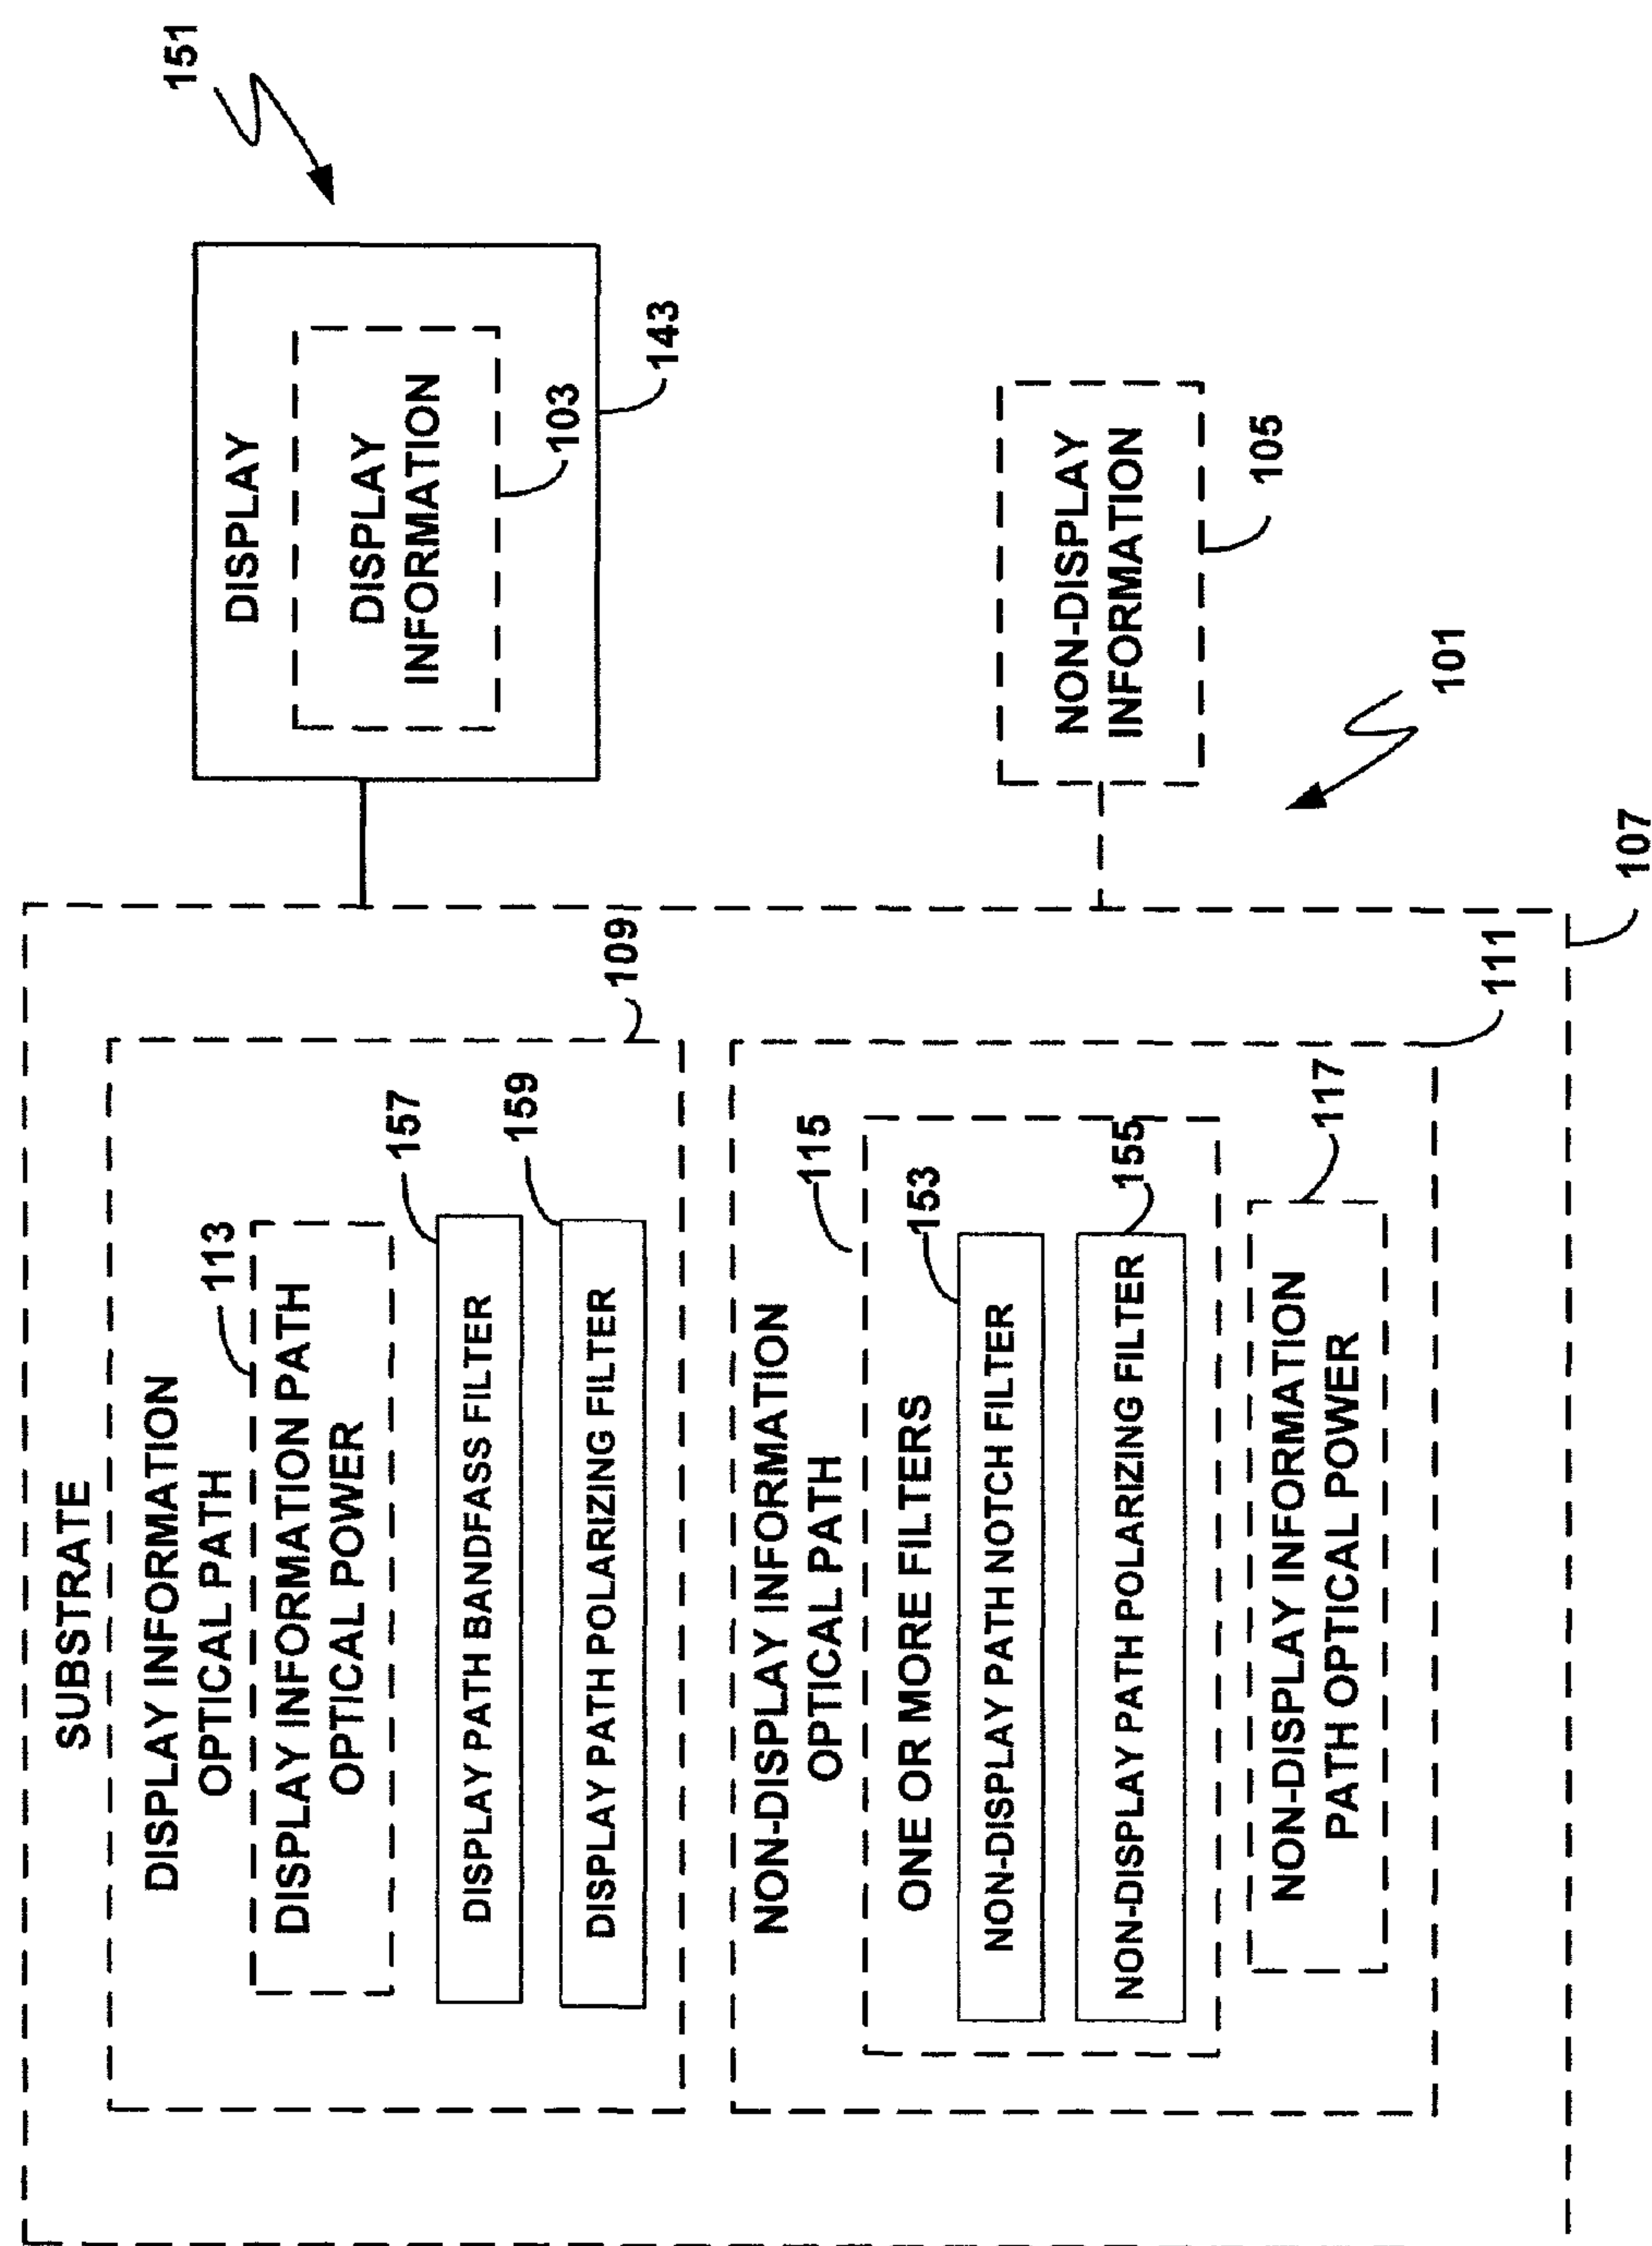 151
DISPLAY
DISPLAY
INFORMATION
103
143
NON-DISPLAY
INFORMATION
105
101
107
SUBSTRATE
109
DISPLAY INFORMATION
OPTICAL PATH
113
DISPLAY INFORMATION PATH
OPTICAL POWER
157
DISPLAY PATH BANDFASS FILTER
159
DISPLAY PATH POLARIZING FILTER
111
NON-DISPLAY INFORMATION
OPTICAL PATH
115
ONE OR MORE FILTERS
153
NON-DISPLAY PATH NOTCH FILTER
155
NON-DISPLAY PATH POLARIZING FILTER
117
NON-DISPLAY INFORMATION
PATH OPTICAL POWER